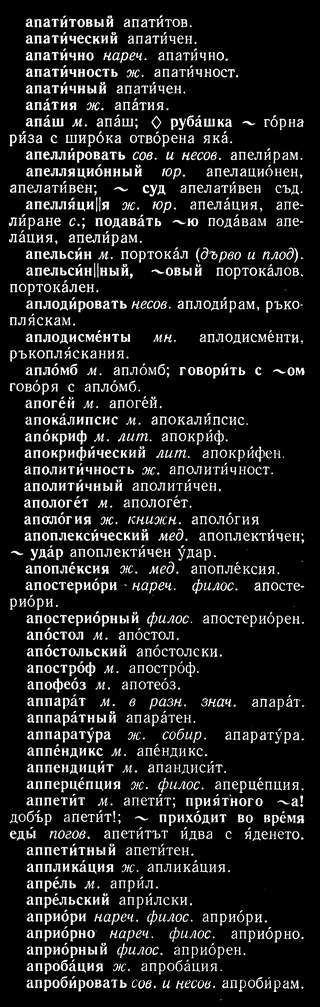 апати́товый апати́тов.
апати́ческий апати́чен.
апати́чно нареч. апати́чно.
апати́чность ж. апати́чност.
апати́чный апати́чен.
апа́тия ж. апа́тия.
апа́ш м. апа́ш; ◊ руба́шка ~ го́рна
ри́за с широ́ка отво́рена яка́.
апелли́ровать сов. и несов. апели́рам.
апелляцио́нный юр. апелацио́нен,
апелати́вен; ~ суд апелати́вен съд.
апелля́ци||я ж. юр. апела́ция, апе-
ли́ране с.; подава́ть ~ю пода́вам апе-
ла́ция, апели́рам.
апельси́н м. портока́л (дърво и плод).
апельси́н||ный, ~овый портока́лов,
портока́лен.
аплоди́ровать несов. аплоди́рам, ръко-
пля́скам.
аплодисме́нты мн. аплодисме́нти,
ръкопля́скания.
апло́мб м. апло́мб; говори́ть с ~ом
гово́ря с апло́мб.
апоге́й м. апоге́й.
апока́липсис м. апокали́псис.
апо́криф м. лит. апокри́ф.
апокрифи́ческий лит. апокри́фен.
аполити́чность ж. аполити́чност.
аполити́чный аполити́чен.
апологе́т м. аполоѓет.
аполо́гия ж. книжн. аполо́гия
апоплекси́ческий мед. апоплекти́чен;
~ уда́р апоплекти́чен у́дар.
апопле́ксия ж. мед. апопле́ксия.
апостерио́ри нареч. филос. апосте-
рио́ри.
апостерио́рный филос. апостерио́рен.
апо́стол м. апо́стол.
апо́стольский апо́столски.
апостро́ф м. апостро́ф.
апофео́з м. апотео́з.
аппара́т м. в разн. знач. апара́т.
аппара́тный апара́тен.
аппарату́ра ж. собир. апарату́ра.
аппе́ндикс м. апе́ндикс.
аппендици́т м. апандиси́т.
апперце́пция ж. филос. аперце́пция.
аппети́т м. апети́т; прия́тного ~а!
добъ́р апети́т!; ~ прихо́дит во вре́мя
еды́ погов. апети́тът и́два с я́денето.
аппети́тный апети́тен.
апплика́ция ж. аплика́ция.
апре́ль м. апри́л.
апре́льский апри́лски.
априо́ри нареч. филос. априо́ри.
априо́рно нареч. филос. априо́рно.
априо́рный филос. априо́рен.
апроба́ция ж. апроба́ция.
апроби́ровать сов. и несов. апроби́рам.